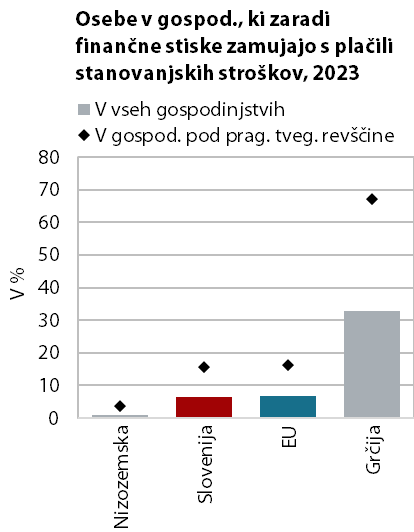 Osebe v gospod., ki zaradi
finančne stiske zamujajo s plačili
stanovanjskih stroškov, 2023
V vseh gospodinjstvih
V gospod. pod prag. tveg. revščine
V %
80
70
60
50
40
30
20
10
0
Nizozemska
Slovenija
EU
Grčija